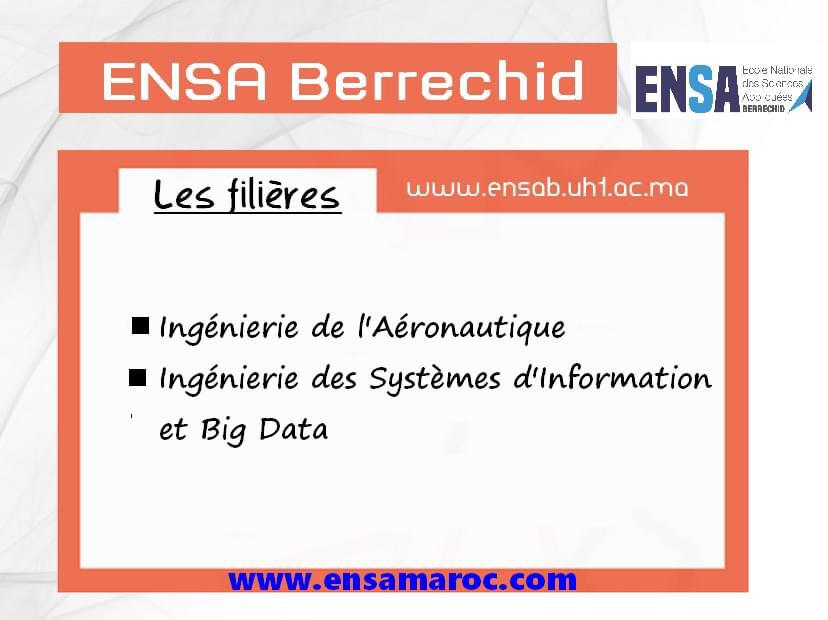 ENSA Berrechid
ENSA
Ecole Nationale
des Sciences
Appliquées
BERRECHID
Les filières
www.ensab.uh1.ac.ma
Ingénierie de l'Aéronautique
Ingénierie des Systèmes d'Information
et Big Data
www.ensamaroc.com